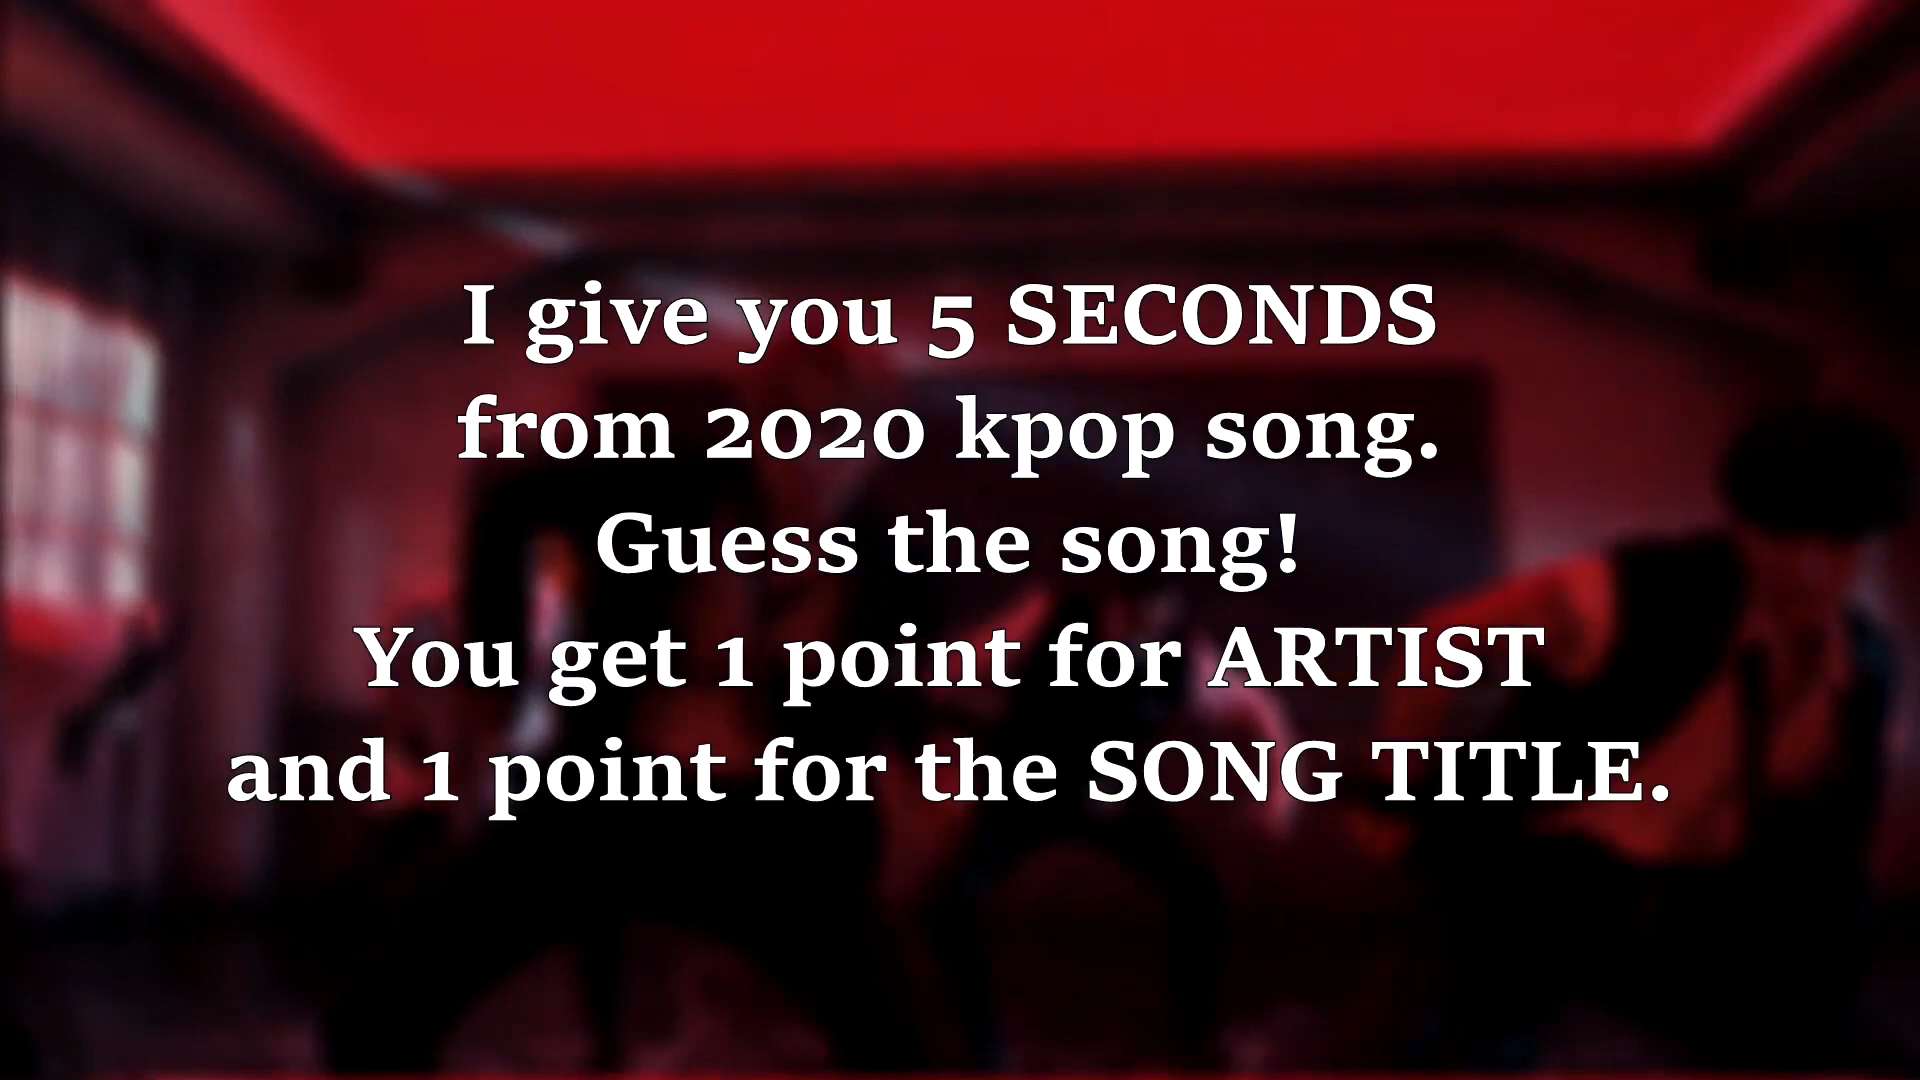 I give you 5 SECONDS
from 2020 kpop song.
Guess the song!
You get 1 point for ARTIST
and 1 point for the SONG TITLE.